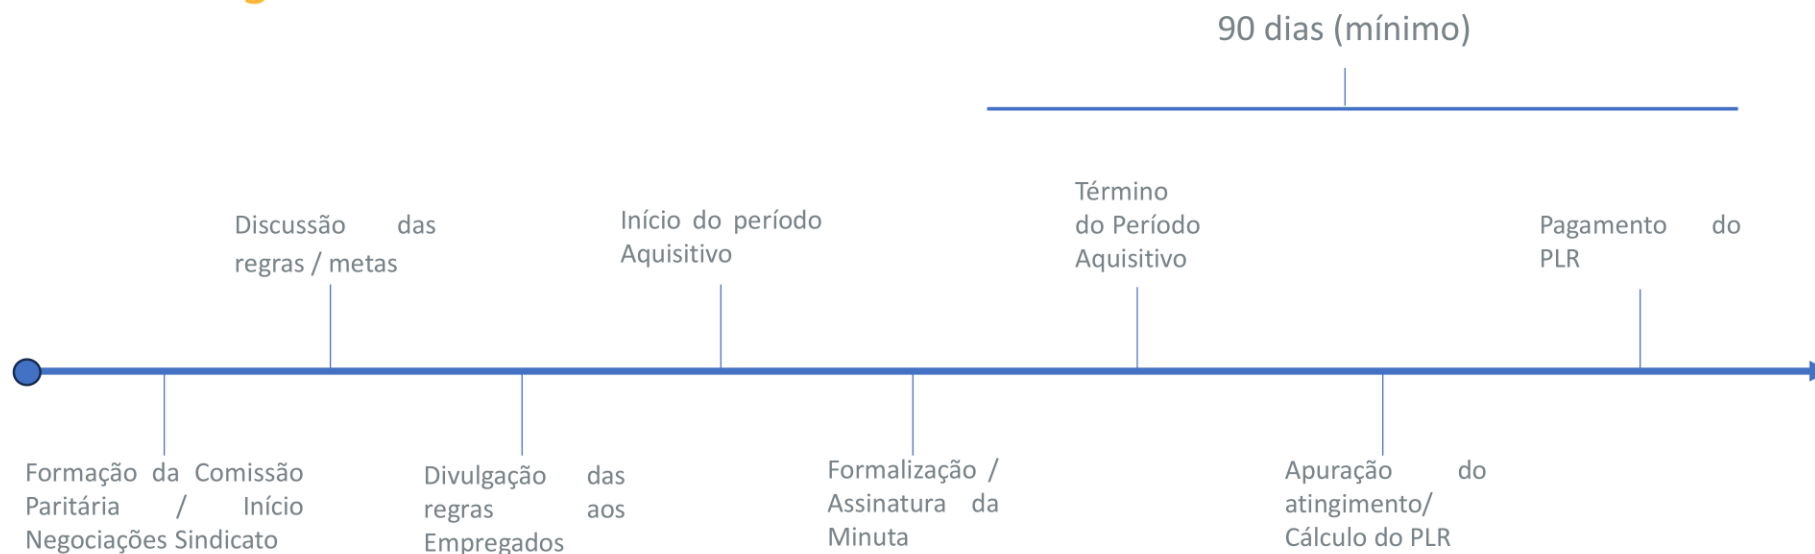 90 dias (mínimo)
Discussão das
regras / metas
Início do período
Aquisitivo
Término
do Período
Aquisitivo
Pagamento do
PLR
Formação da Comissão
Paritária / Início
Negociações Sindicato
Divulgação das
regras aos
Empregados
Formalização /
Assinatura da
Minuta
Apuração do
atingimento/
Cálculo do PLR